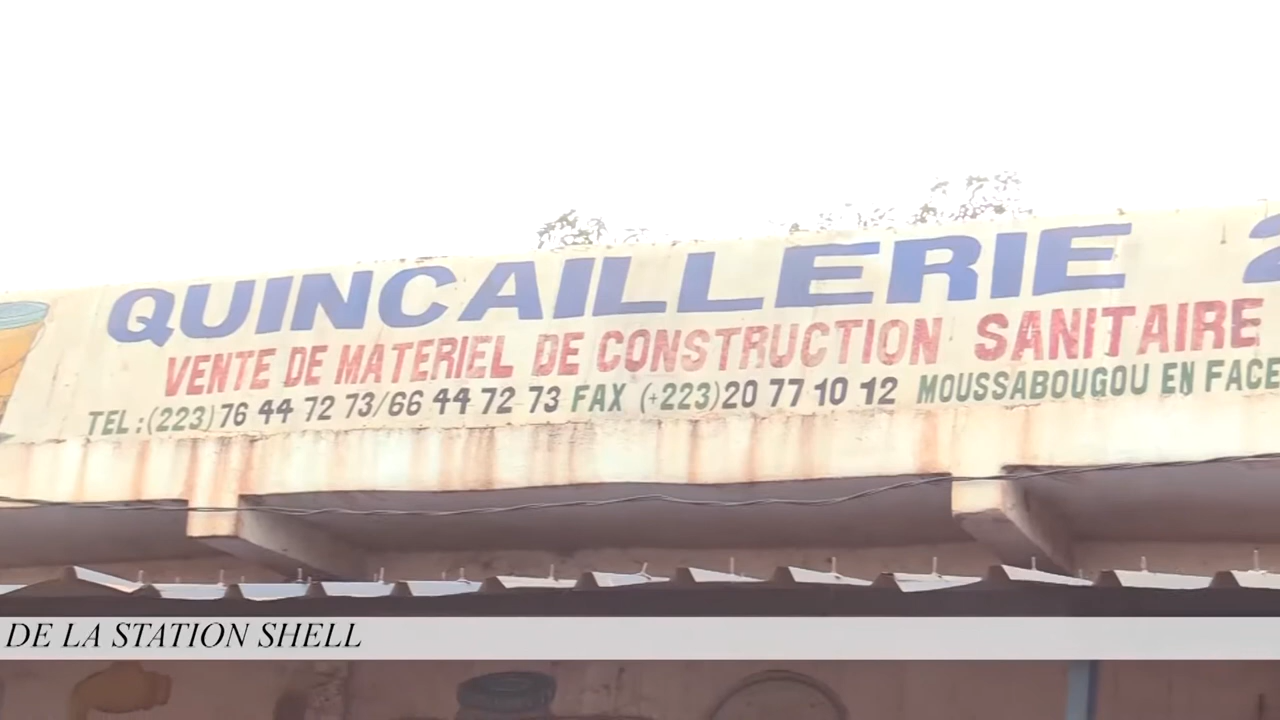 QUINCAILLERIE 2
VENTE DE MATERIEL DE CONSTRUCTION SANITAIRE
TEL:(223)76 44 72 73/66 44 72 73 FAX (+223)20 77 10 12 MOUSSABOUGOU EN FACE
DE LA STATION SHELL